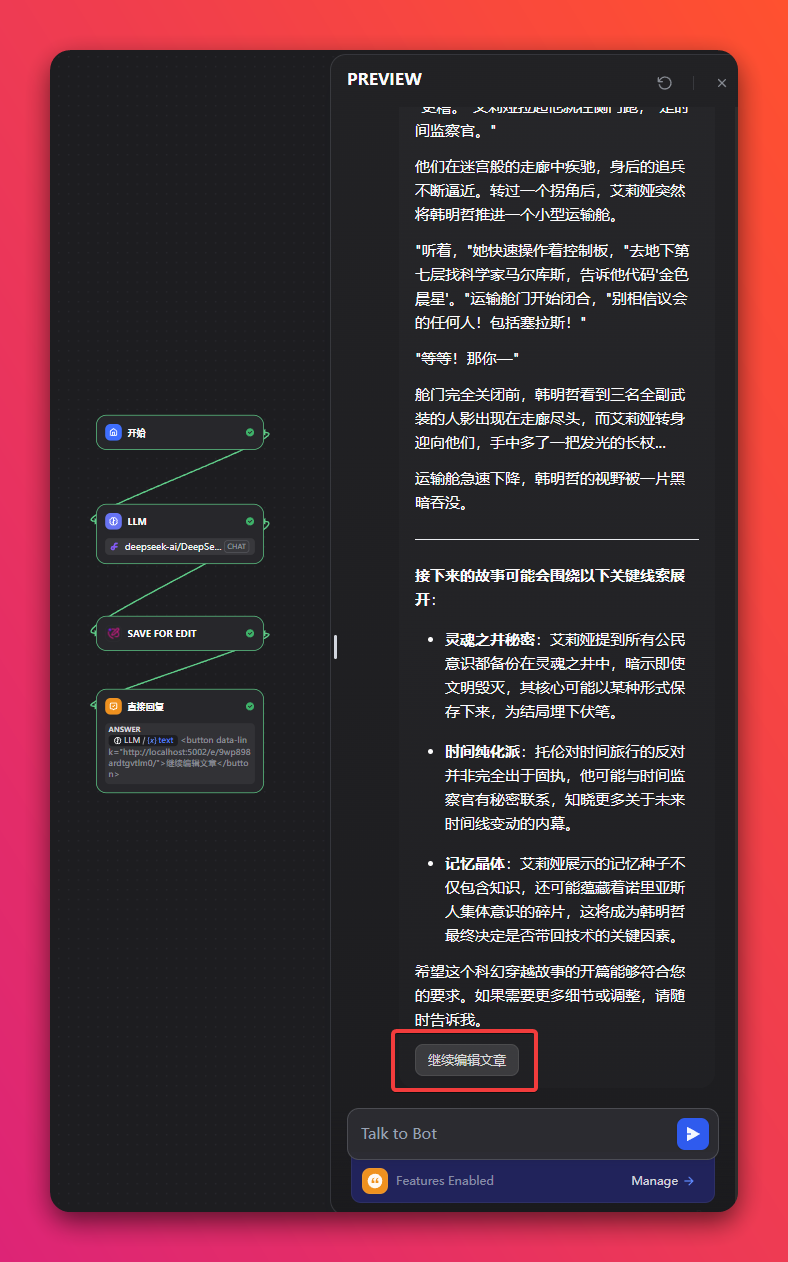 PREVIEW
开始
LLM
deepseek-ai/DeepSe...
CHAT
SAVE FOR EDIT
直接回复
ANSWER
LLM / {x} text <button data-lin
k="http://localhost:5002/e/9wp898
ardtgvtlm0/">继续编辑文章</butto
n>
间监察官。"
他们在迷宫般的走廊中疾驰，身后的追兵
不断逼近。转过一个拐角后，艾莉娅突然
将韩明哲推进一个小型运输舱。
"听着，"她快速操作着控制板，"去地下第
七层找科学家马尔库斯，告诉他代码'金色
晨星'。"运输舱门开始闭合，"别相信议会
的任何人！包括塞拉斯！"
"等等！那你—"
舱门完全关闭前，韩明哲看到三名全副武
装的人影出现在走廊尽头，而艾莉娅转身
迎向他们，手中多了一把发光的长杖...
运输舱急速下降，韩明哲的视野被一片黑
暗吞没。
接下来的故事可能会围绕以下关键线索展
开：
• 灵魂之井秘密：艾莉娅提到所有公民
意识都备份在灵魂之井中，暗示即使
文明毁灭，其核心可能以某种形式保
存下来，为结局埋下伏笔。
• 时间纯化派：托伦对时间旅行的反对
并非完全出于固执，他可能与时间监
察官有秘密联系，知晓更多关于未来
时间线变动的内幕。
• 记忆晶体：艾莉娅展示的记忆种子不
仅包含知识，还可能蕴藏着诺里亚斯
人集体意识的碎片，这将成为韩明哲
最终决定是否带回技术的关键因素。
希望这个科幻穿越故事的开篇能够符合您
的要求。如果需要更多细节或调整，请随
时告诉我。
继续编辑文章
Talk to Bot
Features Enabled
Manage →